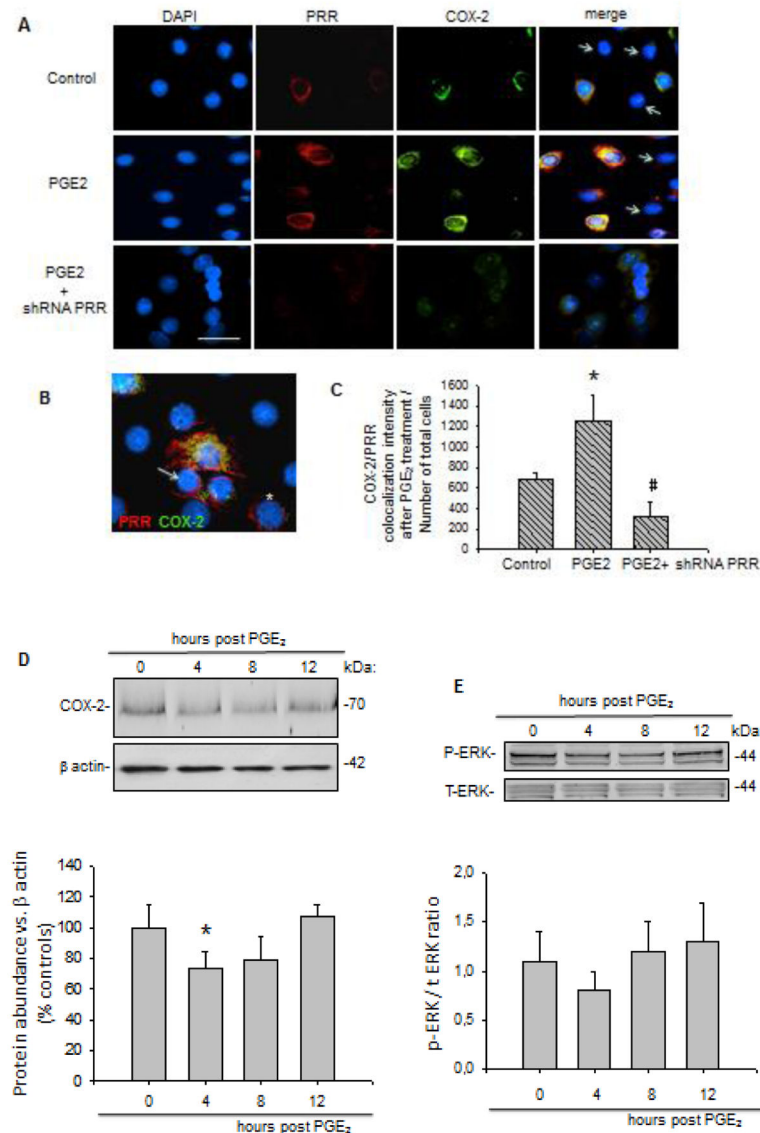 A
DAPI PRR COX-2 merge
Control
PGE2
PGE2
+
shRNA PRR
B
PRR COX-2
*
C
COX-2/PRR
colocalization intensity
after PGE₂ treatment /
Number of total cells
1600
1400
1200
1000
800
600
400
200
0
*
#
Control PGE2 PGE2+ shRNA PRR
D
hours post PGE₂
0 4 8 12 kDa:
COX-2- -70
β actin- -42
E
hours post PGE₂
0 4 8 12 kDa
P-ERK- -44
T-ERK- -44
Protein abundance vs. β actin
(% controls)
140
120
100
80
60
40
20
0
*
0 4 8 12
hours post PGE₂
p-ERK / t ERK ratio
2,0
1,5
1,0
0,5
0,0
0 4 8 12
hours post PGE₂